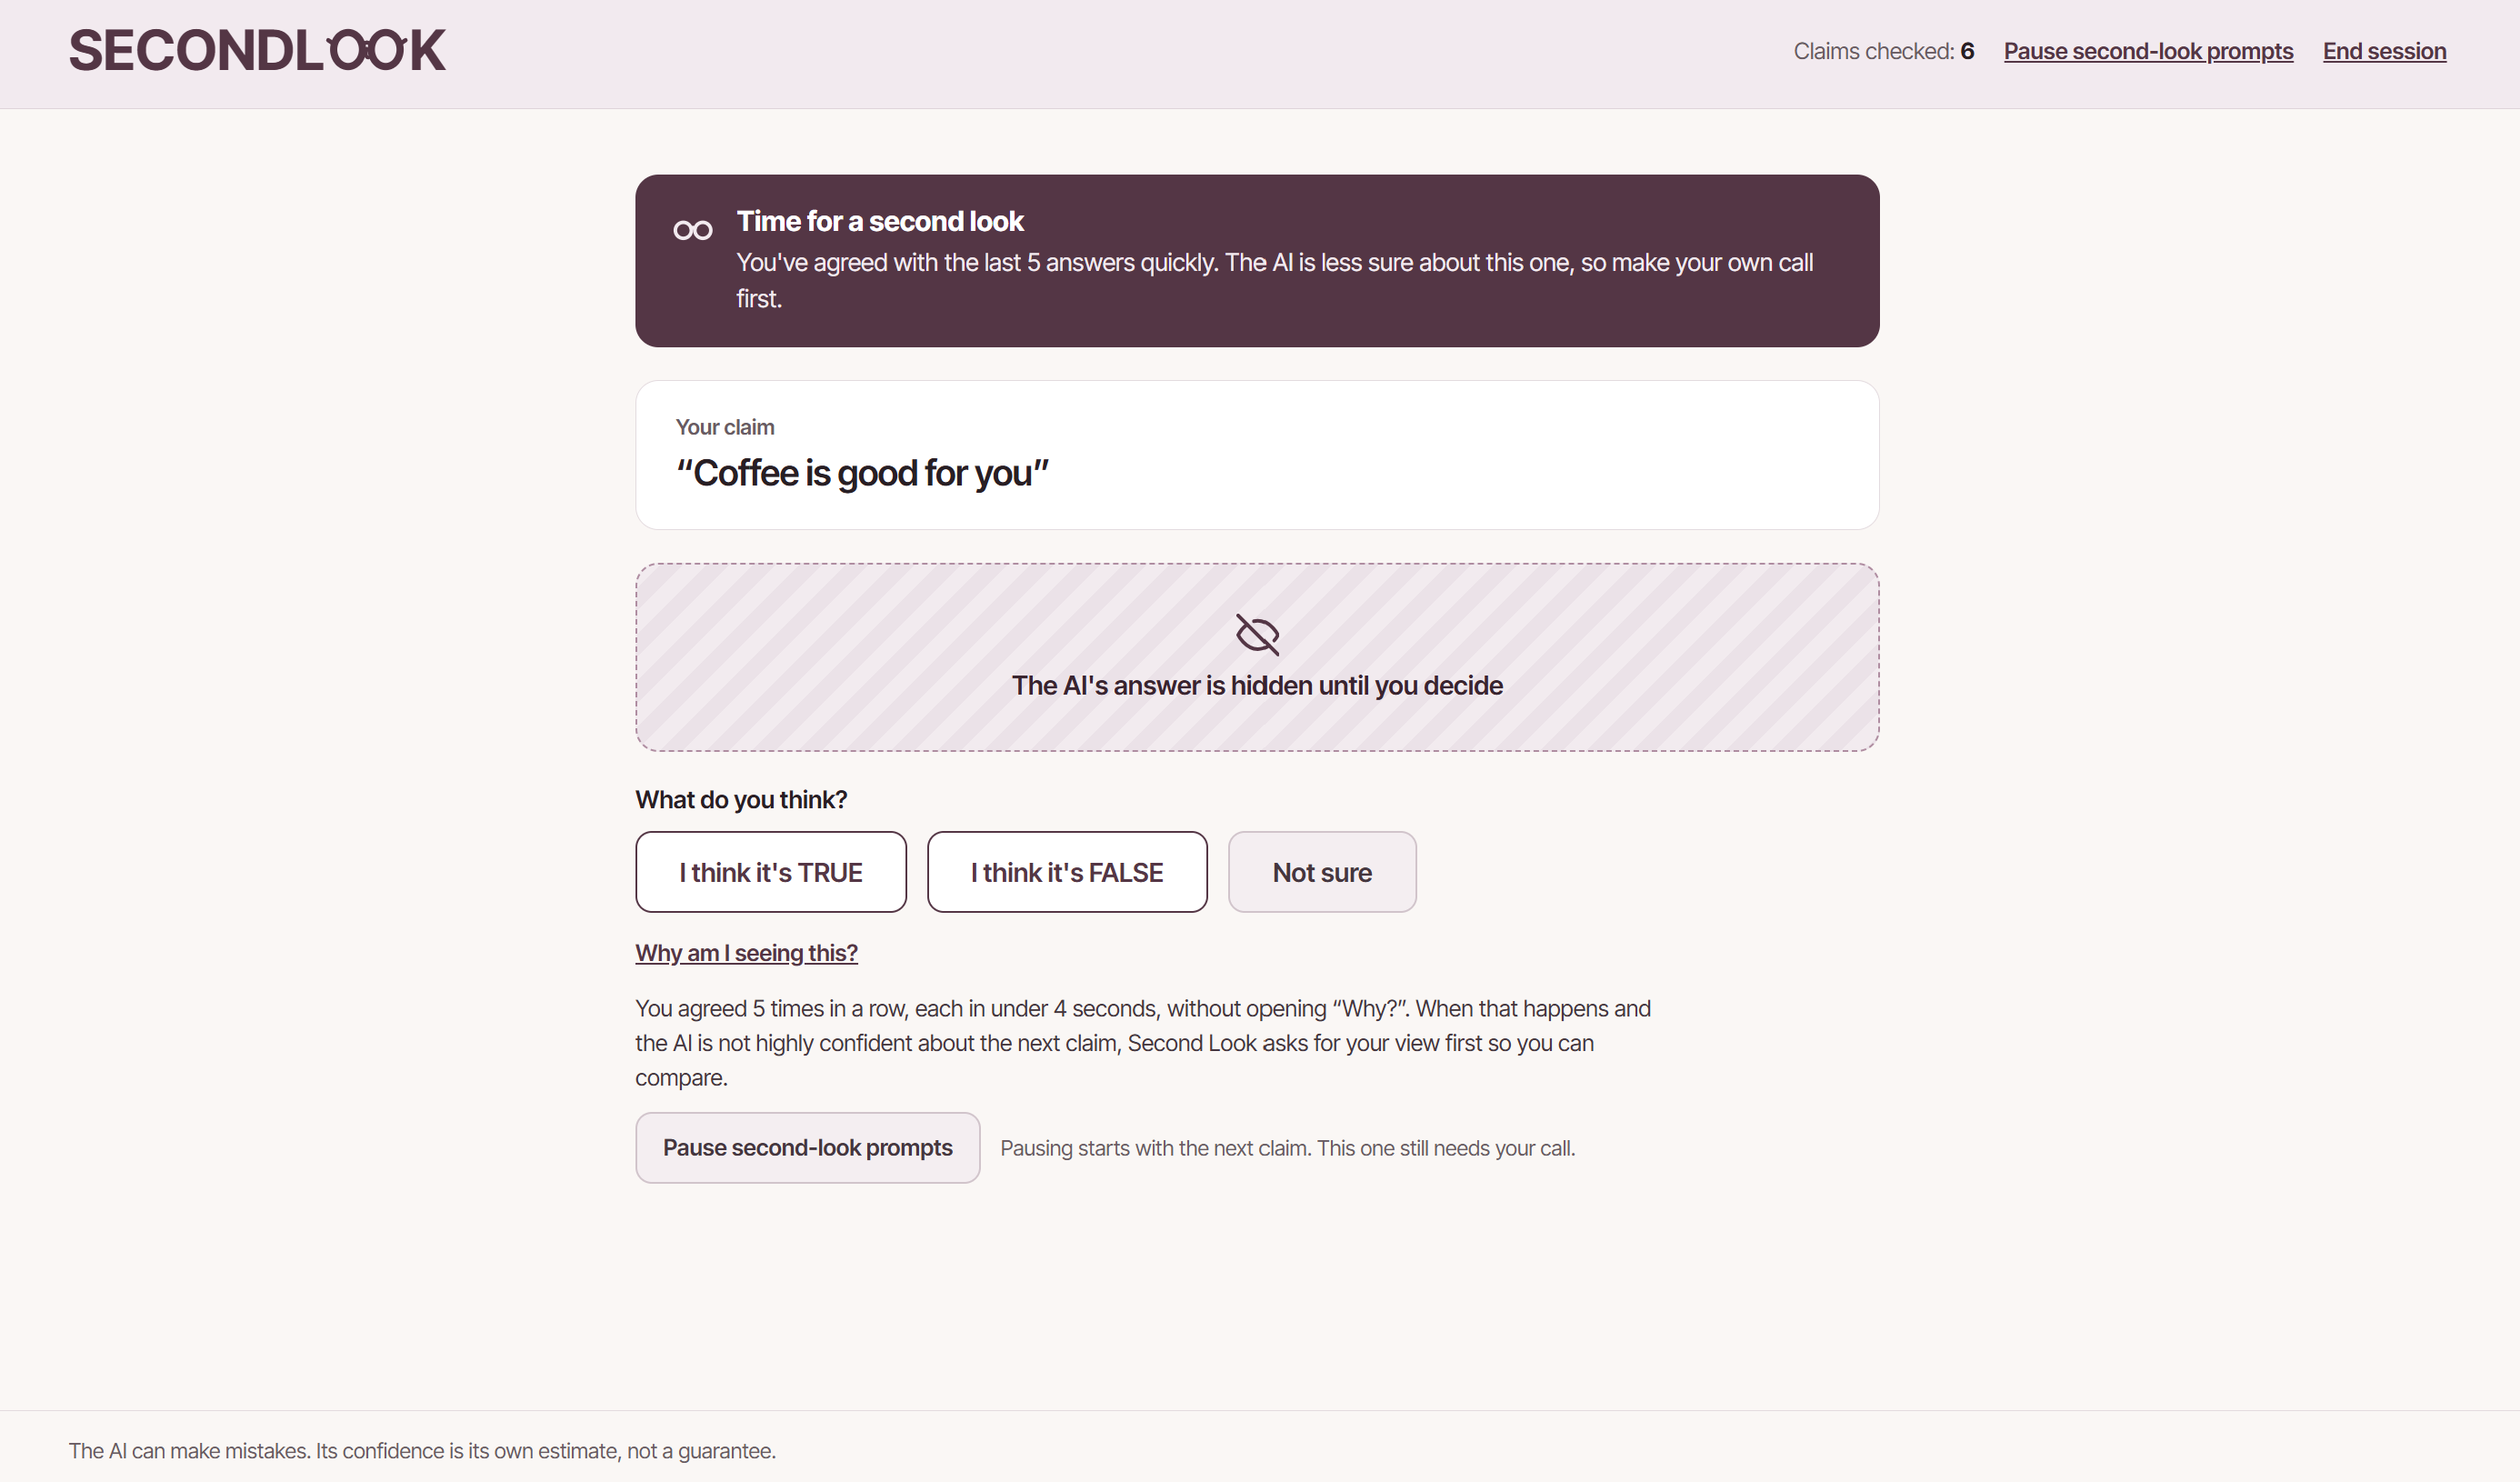 SECONDLOOK
Claims checked: 6 Pause second-look prompts End session
Time for a second look
You've agreed with the last 5 answers quickly. The AI is less sure about this one, so make your own call
first.
Your claim
“Coffee is good for you”
The AI's answer is hidden until you decide
What do you think?
I think it's TRUE I think it's FALSE Not sure
Why am I seeing this?
You agreed 5 times in a row, each in under 4 seconds, without opening “Why?”. When that happens and
the AI is not highly confident about the next claim, Second Look asks for your view first so you can
compare.
Pause second-look prompts Pausing starts with the next claim. This one still needs your call.
The AI can make mistakes. Its confidence is its own estimate, not a guarantee.